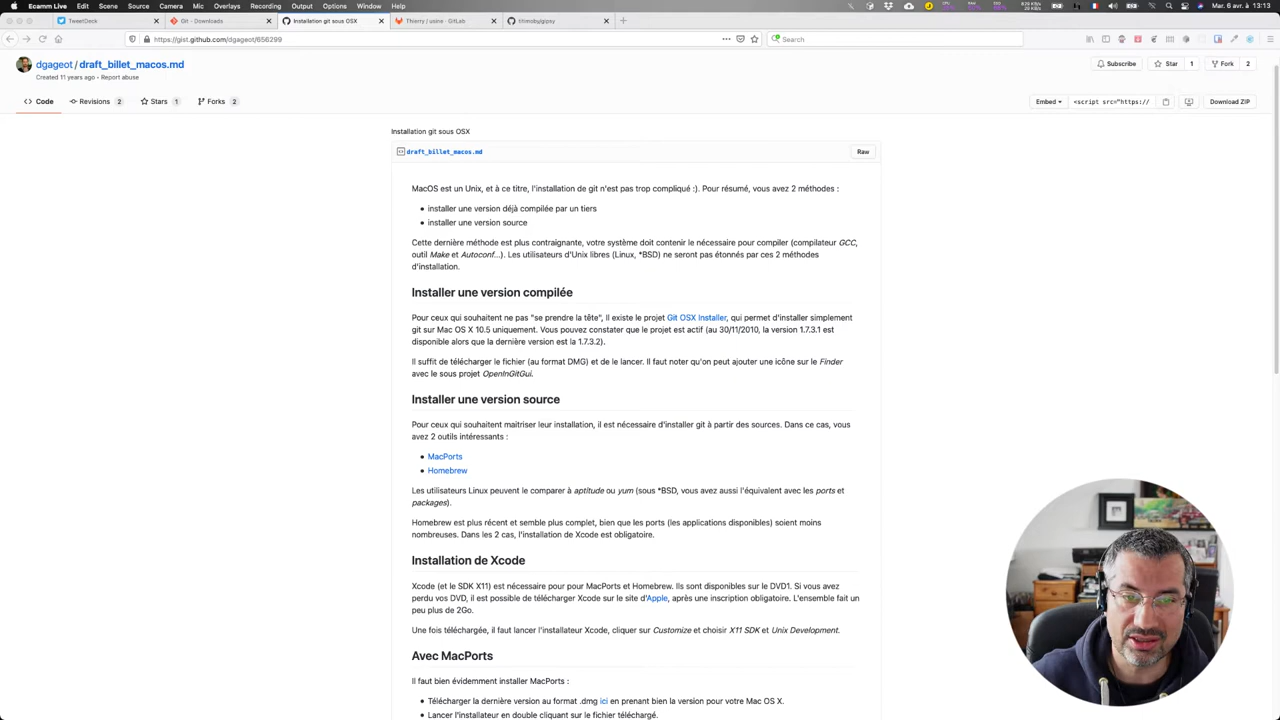 Ecamm Live Edit Scene Source Camera Mic Overlays Recording Output Options Window Help Mar. 6 avril à 13:13
TweetDeck Git - Downloads Installation git sous OSX Thierry / usine · GitLab titimoby/gipsy
https://gist.github.com/dgageot/656299 Search
dgageot / draft_billet_macos.md Subscribe Star 1 Fork 2
Created 11 years ago • Report abuse
Code Revisions 2 Stars 1 Forks 2 Embed <script src="https:// Download ZIP
Installation git sous OSX
draft_billet_macos.md Raw
MacOS est un Unix, et à ce titre, l'installation de git n'est pas trop compliqué :). Pour résumé, vous avez 2 méthodes :
• installer une version déjà compilée par un tiers
• installer une version source
Cette dernière méthode est plus contraignante, votre système doit contenir le nécessaire pour compiler (compilateur GCC,
outil Make et Autoconf...). Les utilisateurs d'Unix libres (Linux, *BSD) ne seront pas étonnés par ces 2 méthodes
d'installation.
Installer une version compilée
Pour ceux qui souhaitent ne pas "se prendre la tête", Il existe le projet Git OSX Installer, qui permet d'installer simplement
git sur Mac OS X 10.5 uniquement. Vous pouvez constater que le projet est actif (au 30/11/2010, la version 1.7.3.1 est
disponible alors que la dernière version est la 1.7.3.2).
Il suffit de télécharger le fichier (au format DMG) et de le lancer. Il faut noter qu'on peut ajouter une icône sur le Finder
avec le sous projet OpenInGitGui.
Installer une version source
Pour ceux qui souhaitent maitriser leur installation, il est nécessaire d'installer git à partir des sources. Dans ce cas, vous
avez 2 outils intéressants :
• MacPorts
• Homebrew
Les utilisateurs Linux peuvent le comparer à aptitude ou yum (sous *BSD, vous avez aussi l'équivalent avec les ports et
packages).
Homebrew est plus récent et semble plus complet, bien que les ports (les applications disponibles) soient moins
nombreuses. Dans les 2 cas, l'installation de Xcode est obligatoire.
Installation de Xcode
Xcode (et le SDK X11) est nécessaire pour pour MacPorts et Homebrew. Ils sont disponibles sur le DVD1. Si vous avez
perdu vos DVD, il est possible de télécharger Xcode sur le site d'Apple, après une inscription obligatoire. L'ensemble fait un
peu plus de 2Go.
Une fois téléchargée, il faut lancer l'installateur Xcode, cliquer sur Customize et choisir X11 SDK et Unix Development.
Avec MacPorts
Il faut bien évidemment installer MacPorts :
• Télécharger la dernière version au format .dmg ici en prenant bien la version pour votre Mac OS X.
• Lancer l'installateur en double cliquant sur le fichier téléchargé.